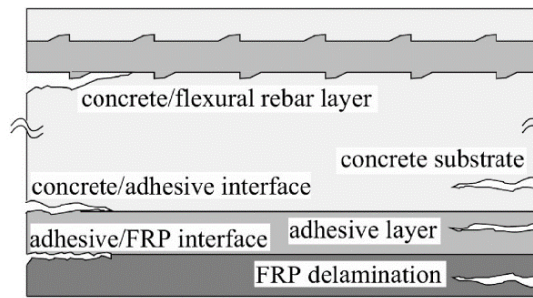 concrete/flexural rebar layer
concrete substrate
concrete/adhesive interface
adhesive layer
adhesive/FRP interface
FRP delamination